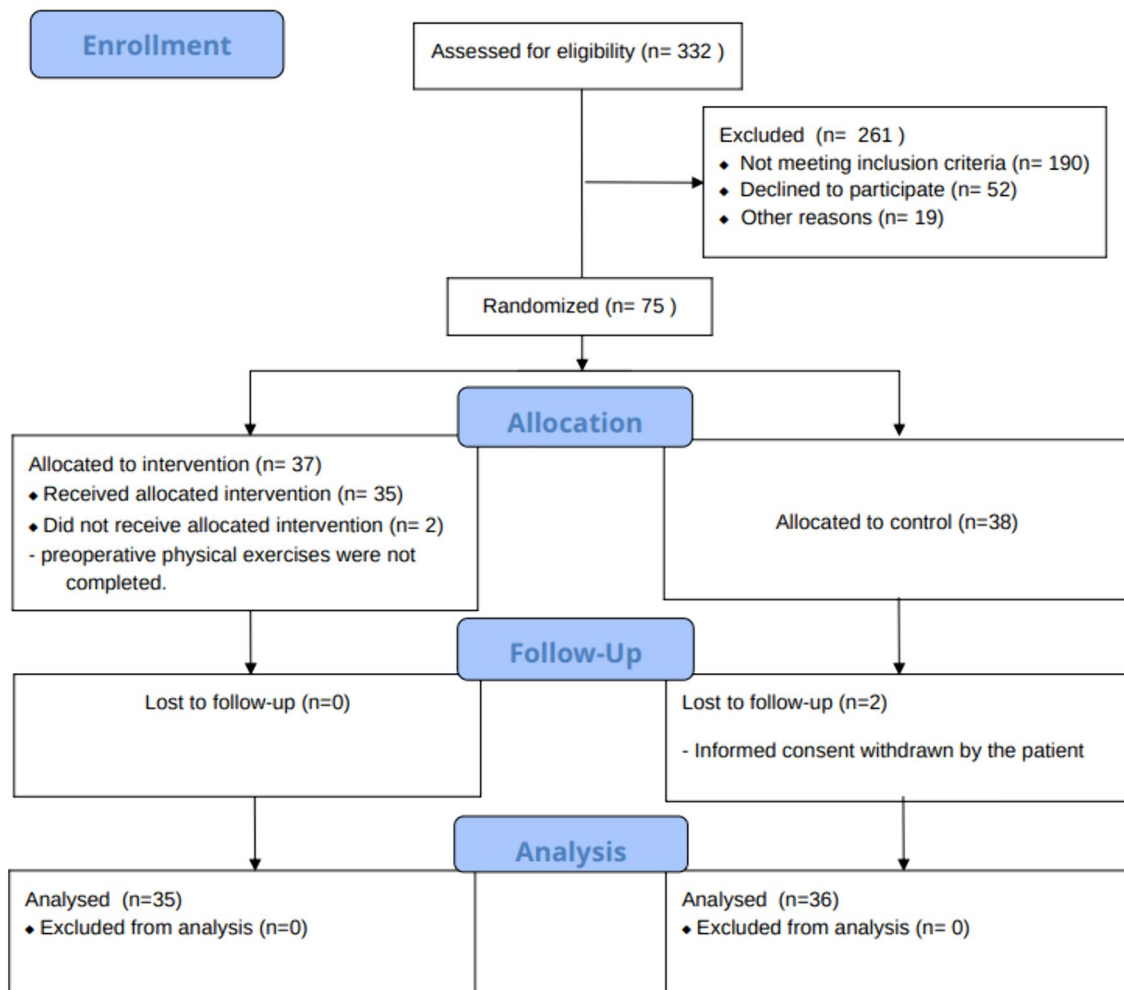 Enrollment
Assessed for eligibility (n= 332 )
Excluded (n= 261 )
◆ Not meeting inclusion criteria (n= 190)
◆ Declined to participate (n= 52)
◆ Other reasons (n= 19)
Randomized (n= 75 )
Allocation
Allocated to intervention (n= 37)
◆ Received allocated intervention (n= 35)
◆ Did not receive allocated intervention (n= 2)
- preoperative physical exercises were not
completed.
Allocated to control (n=38)
Follow-Up
Lost to follow-up (n=0)
Lost to follow-up (n=2)
- Informed consent withdrawn by the patient
Analysis
Analysed (n=35)
◆ Excluded from analysis (n=0)
Analysed (n=36)
◆ Excluded from analysis (n= 0)